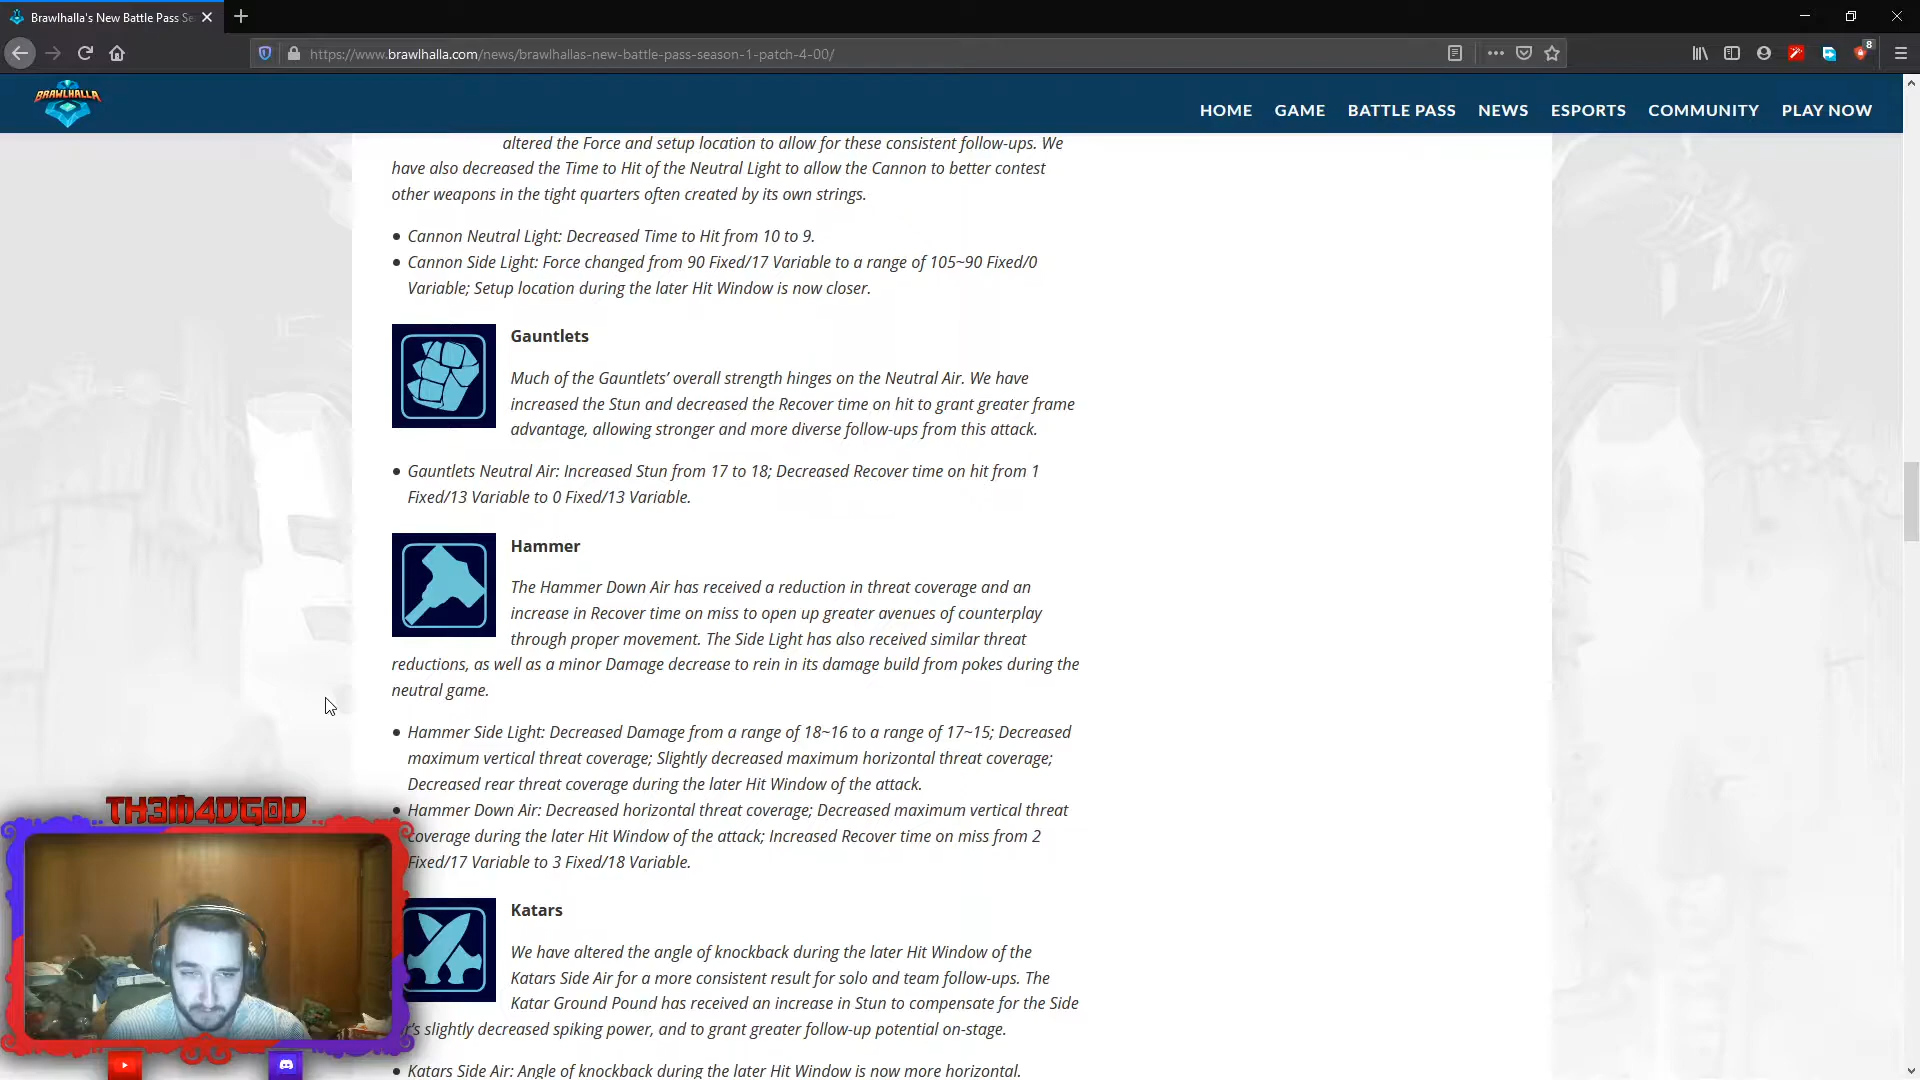 Brawlhalla's New Battle Pass Se
https://www.brawlhalla.com/news/brawlhallas-new-battle-pass-season-1-patch-4-00/
8
BRAWLHALLA
HOME GAME BATTLE PASS NEWS ESPORTS COMMUNITY PLAY NOW
altered the Force and setup location to allow for these consistent follow-ups. We
have also decreased the Time to Hit of the Neutral Light to allow the Cannon to better contest
other weapons in the tight quarters often created by its own strings.
Cannon Neutral Light: Decreased Time to Hit from 10 to 9.
Cannon Side Light: Force changed from 90 Fixed/17 Variable to a range of 105~90 Fixed/0
Variable; Setup location during the later Hit Window is now closer.
Gauntlets
Much of the Gauntlets’ overall strength hinges on the Neutral Air. We have
increased the Stun and decreased the Recover time on hit to grant greater frame
advantage, allowing stronger and more diverse follow-ups from this attack.
Gauntlets Neutral Air: Increased Stun from 17 to 18; Decreased Recover time on hit from 1
Fixed/13 Variable to 0 Fixed/13 Variable.
Hammer
The Hammer Down Air has received a reduction in threat coverage and an
increase in Recover time on miss to open up greater avenues of counterplay
through proper movement. The Side Light has also received similar threat
reductions, as well as a minor Damage decrease to rein in its damage build from pokes during the
neutral game.
Hammer Side Light: Decreased Damage from a range of 18~16 to a range of 17~15; Decreased
maximum vertical threat coverage; Slightly decreased maximum horizontal threat coverage;
Decreased rear threat coverage during the later Hit Window of the attack.
Hammer Down Air: Decreased horizontal threat coverage; Decreased maximum vertical threat
coverage during the later Hit Window of the attack; Increased Recover time on miss from 2
Fixed/17 Variable to 3 Fixed/18 Variable.
TH3M4DG0D
Katars
We have altered the angle of knockback during the later Hit Window of the
Katars Side Air for a more consistent result for solo and team follow-ups. The
Katar Ground Pound has received an increase in Stun to compensate for the Side
r’s slightly decreased spiking power, and to grant greater follow-up potential on-stage.
Katars Side Air: Angle of knockback during the later Hit Window is now more horizontal.